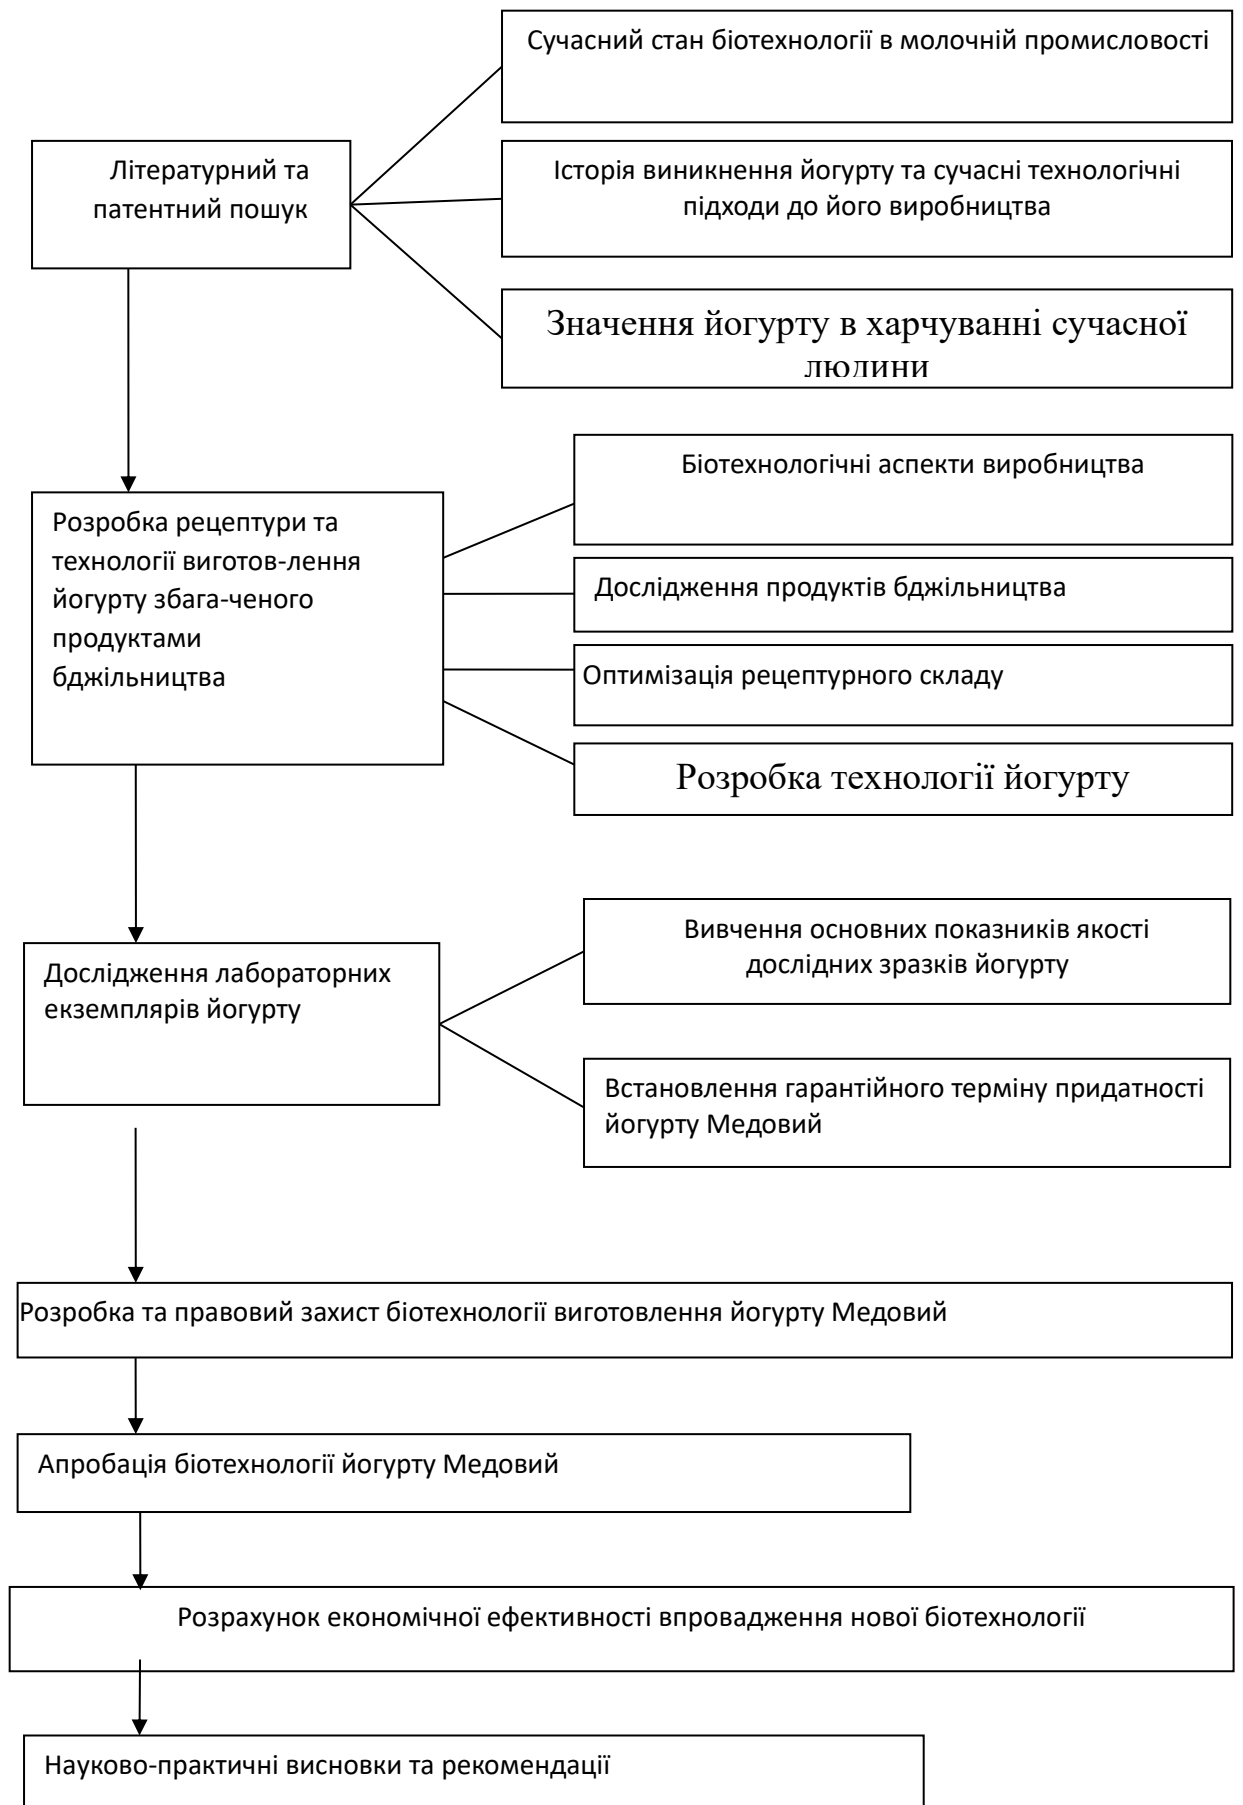 Сучасний стан біотехнології в молочній промисловості
Літературний та
патентний пошук
Історія виникнення йогурту та сучасні технологічні
підходи до його виробництва
Значення йогурту в харчуванні сучасної
людини
Біотехнологічні аспекти виробництва
Розробка рецептури та
технології виготов-лення
йогурту збага-ченого
продуктами
бджільництва
Дослідження продуктів бджільництва
Оптимізація рецептурного складу
Розробка технології йогурту
Вивчення основних показників якості
дослідних зразків йогурту
Дослідження лабораторних
екземплярів йогурту
Встановлення гарантійного терміну придатності
йогурту Медовий
Розробка та правовий захист біотехнології виготовлення йогурту Медовий
Апробація біотехнології йогурту Медовий
Розрахунок економічної ефективності впровадження нової біотехнології
Науково-практичні висновки та рекомендації